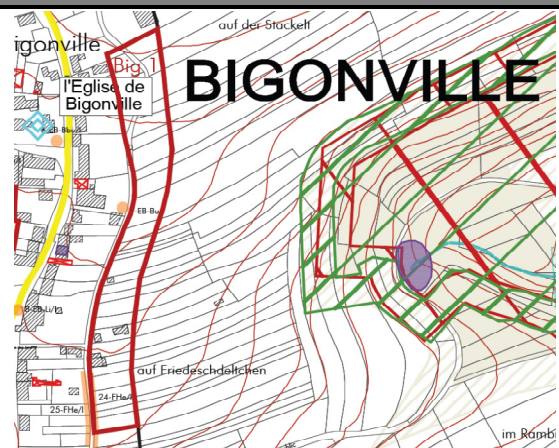 auf der Stackelt
igonville
Big 1
l'Eglise de
Bigonville
BIGONVILLE
EB-Bu
auf Friedeschdeltchen
24-FHe/
25-FHe/l
im Ramb